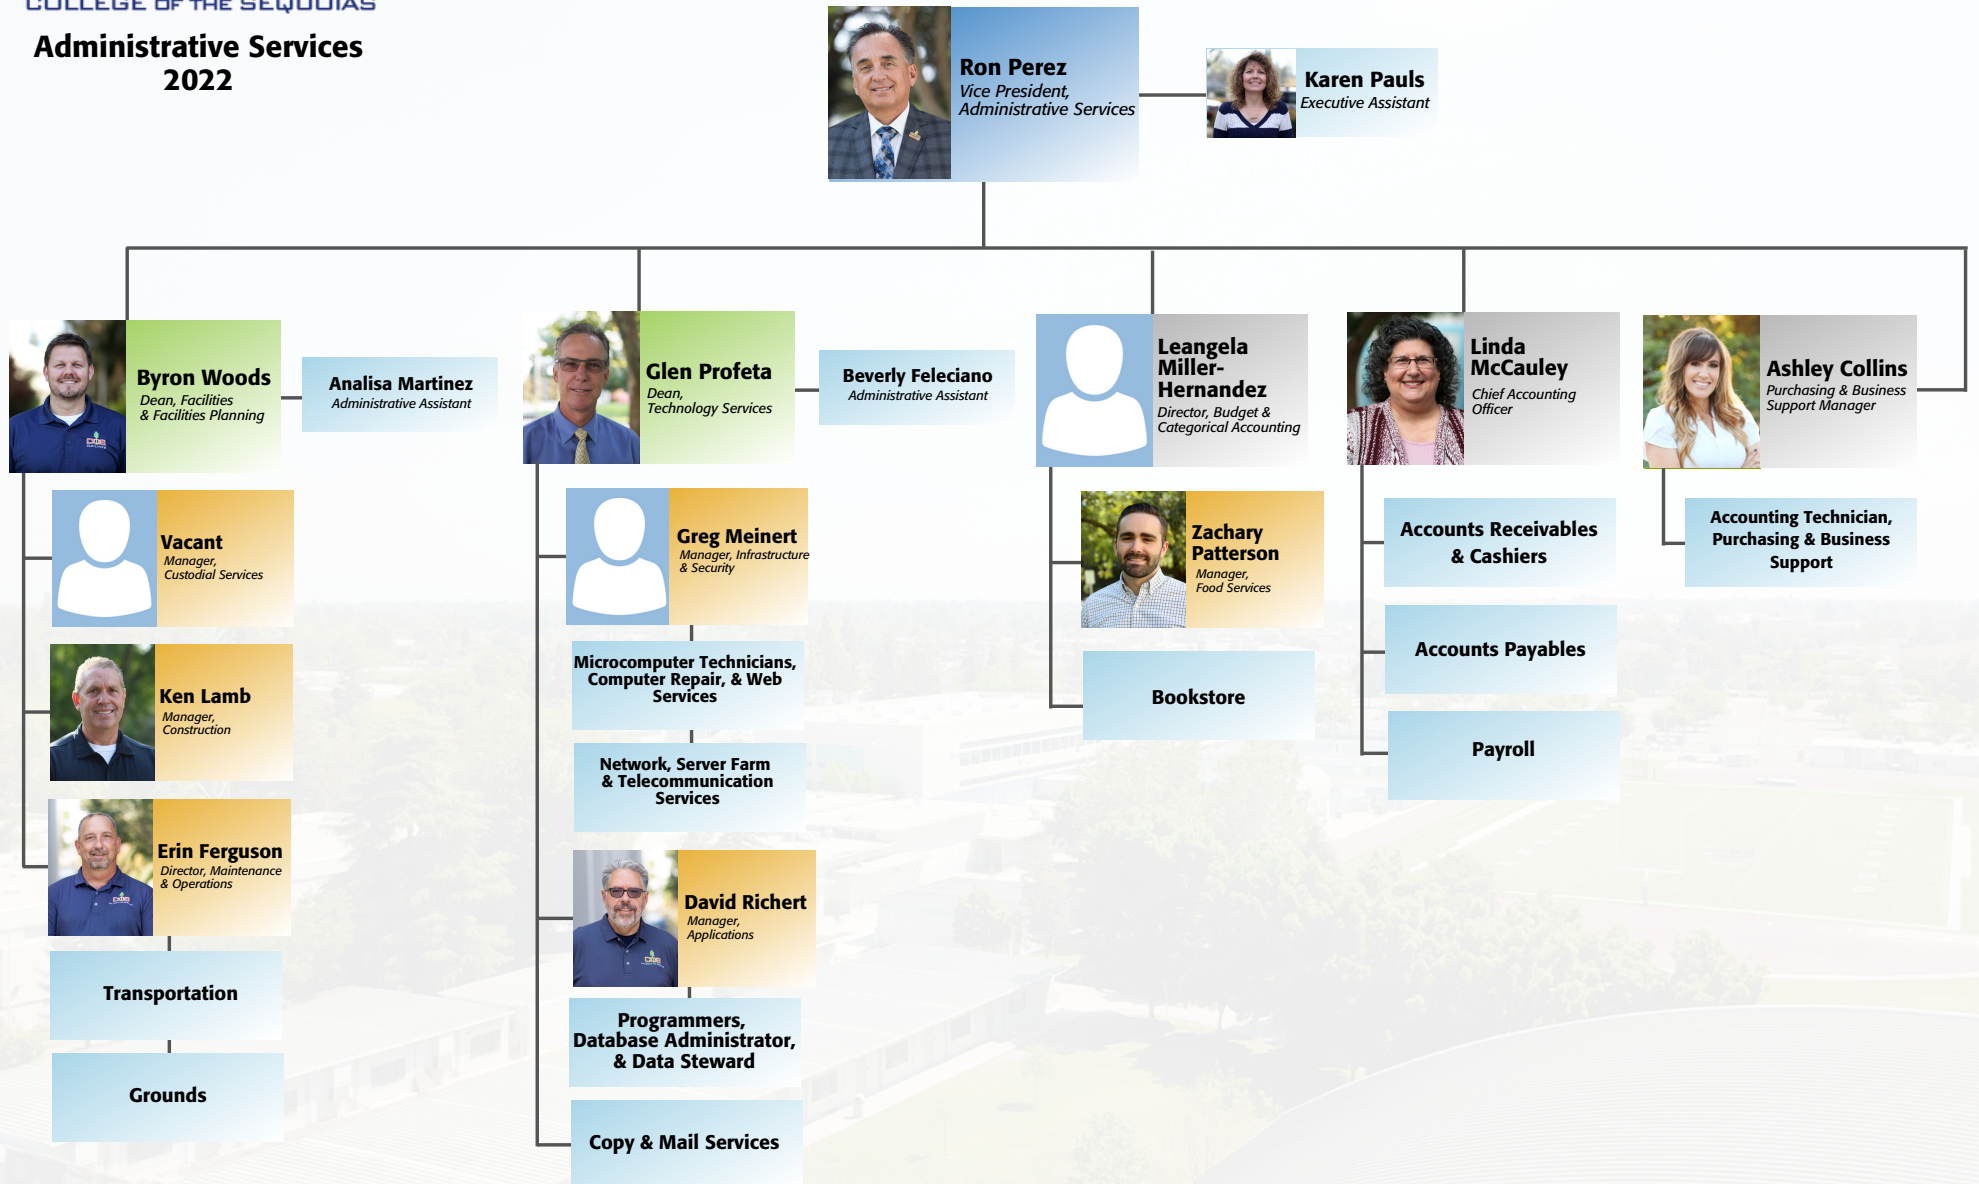 COLLEGE OF THE SEQUOIAS
Administrative Services
2022
Ron Perez
Vice President,
Administrative Services
Karen Pauls
Executive Assistant
Byron Woods
Dean, Facilities
& Facilities Planning
Analisa Martinez
Administrative Assistant
Glen Profeta
Dean,
Technology Services
Beverly Feleciano
Administrative Assistant
Leangela
Miller-
Hernandez
Director, Budget &
Categorical Accounting
Linda
McCauley
Chief Accounting
Officer
Ashley Collins
Purchasing & Business
Support Manager
Vacant
Manager,
Custodial Services
Ken Lamb
Manager,
Construction
Erin Ferguson
Director, Maintenance
& Operations
Transportation
Grounds
Greg Meinert
Manager, Infrastructure
& Security
Microcomputer Technicians,
Computer Repair, & Web
Services
Network, Server Farm
& Telecommunication
Services
David Richert
Manager,
Applications
Programmers,
Database Administrator,
& Data Steward
Copy & Mail Services
Zachary
Patterson
Manager,
Food Services
Bookstore
Accounts Receivables
& Cashiers
Accounts Payables
Payroll
Accounting Technician,
Purchasing & Business
Support